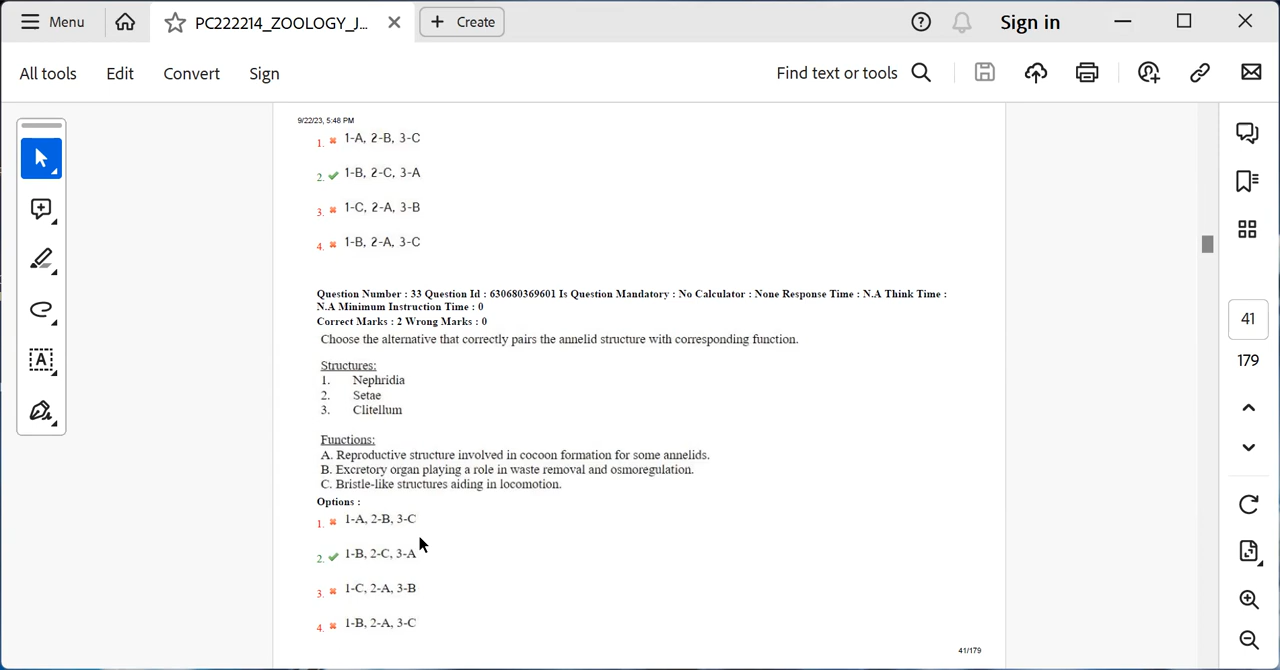 Menu
PC222214_ZOOLOGY_J...
Create
Sign in
All tools
Edit
Convert
Sign
Find text or tools
9/22/23, 5:48 PM
1. 1-A, 2-B, 3-C
2. 1-B, 2-C, 3-A
3. 1-C, 2-A, 3-B
4. 1-B, 2-A, 3-C
Question Number : 33 Question Id : 630680369601 Is Question Mandatory : No Calculator : None Response Time : N.A Think Time :
N.A Minimum Instruction Time : 0
Correct Marks : 2 Wrong Marks : 0
Choose the alternative that correctly pairs the annelid structure with corresponding function.
Structures:
1. Nephridia
2. Setae
3. Clitellum
Functions:
A. Reproductive structure involved in cocoon formation for some annelids.
B. Excretory organ playing a role in waste removal and osmoregulation.
C. Bristle-like structures aiding in locomotion.
Options :
1. 1-A, 2-B, 3-C
2. 1-B, 2-C, 3-A
3. 1-C, 2-A, 3-B
4. 1-B, 2-A, 3-C
41/179
41
179